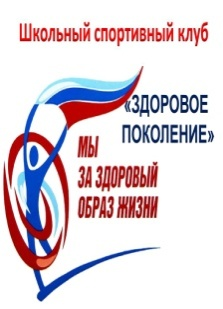 Школьный спортивный клуб
«ЗДОРОВОЕ
ПОКОЛЕНИЕ»
МЫ
ЗА ЗДОРОВЫЙ
ОБРАЗ ЖИЗНИ